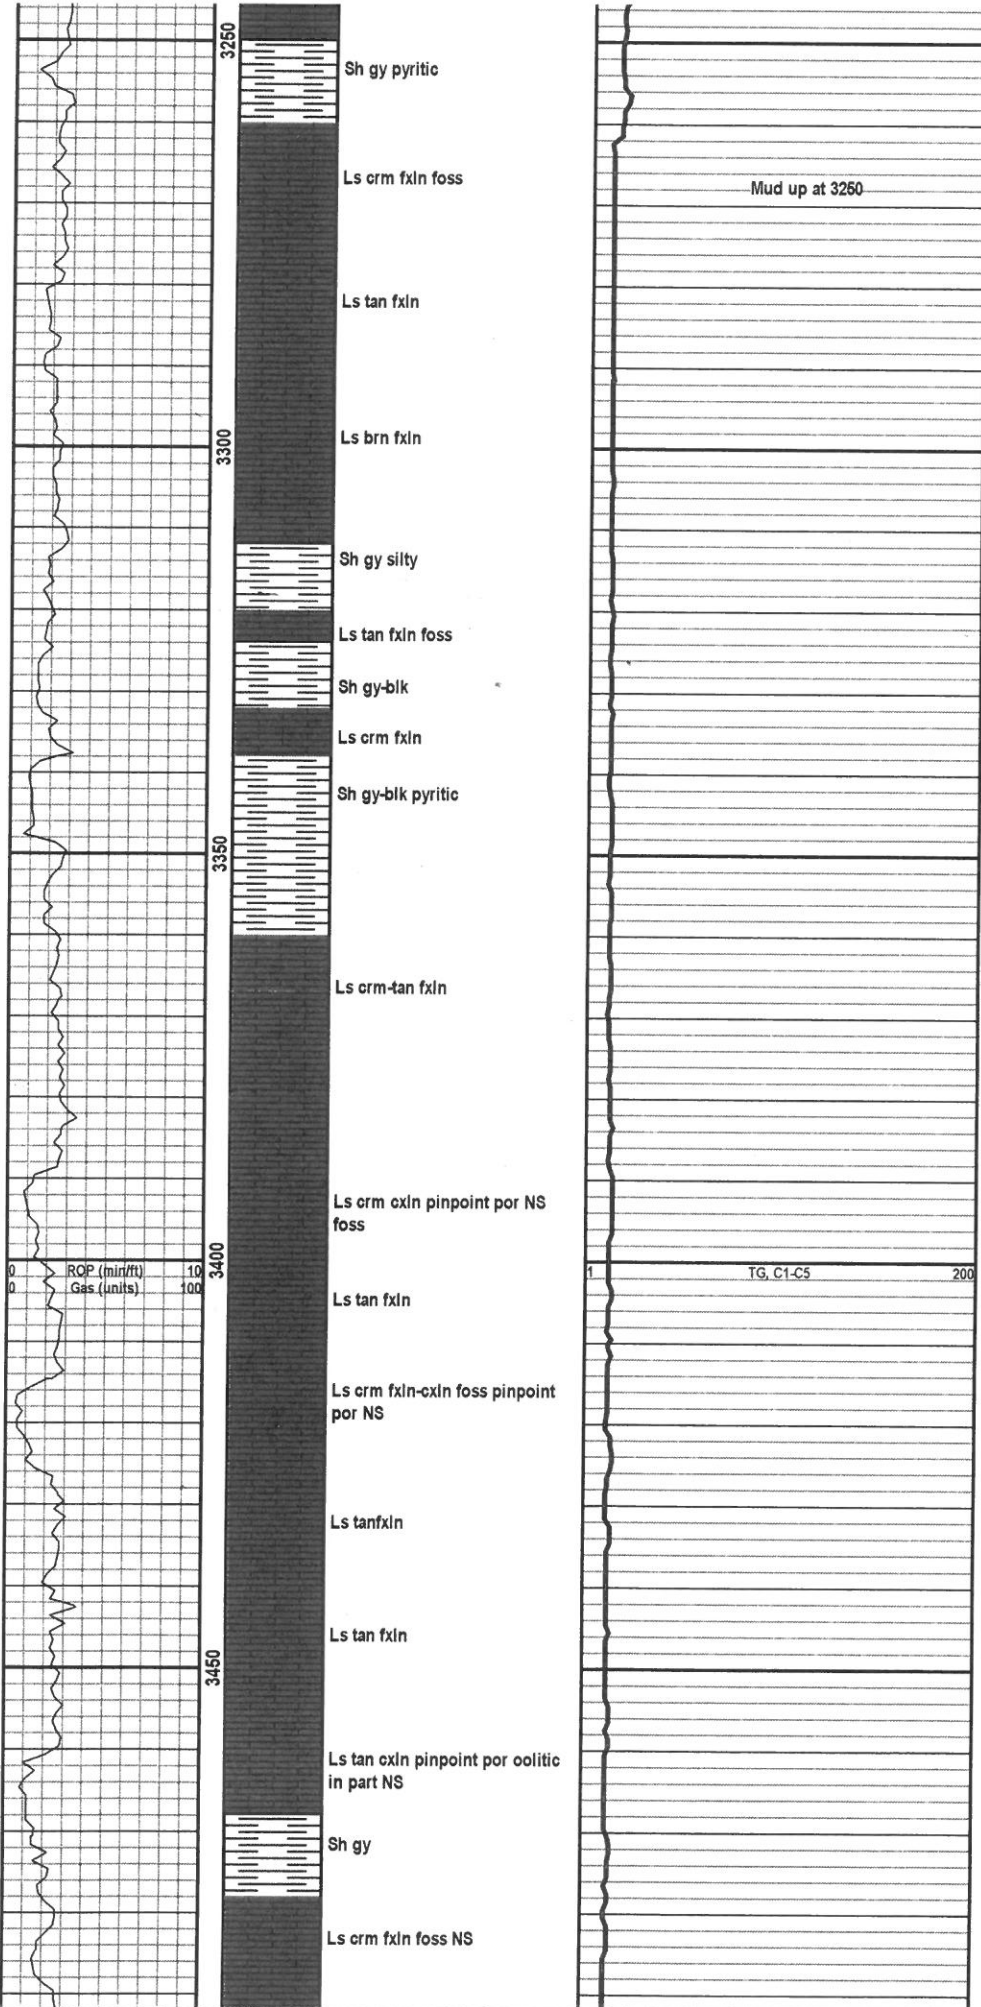 3250
Sh gy pyritic
Ls crm fxln foss
Mud up at 3250
Ls tan fxln
3300
Ls brn fxln
Sh gy silty
Ls tan fxln foss
Sh gy-blk
Ls crm fxln
Sh gy-blk pyritic
3350
Ls crm-tan fxln
Ls crm cxln pinpoint por NS
foss
3400
0 ROP (min/ft) 10
0 Gas (units) 100
1 TG, C1-C5 200
Ls tan fxln
Ls crm fxln-cxln foss pinpoint
por NS
Ls tanfxln
Ls tan fxln
3450
Ls tan cxln pinpoint por oolitic
in part NS
Sh gy
Ls crm fxln foss NS